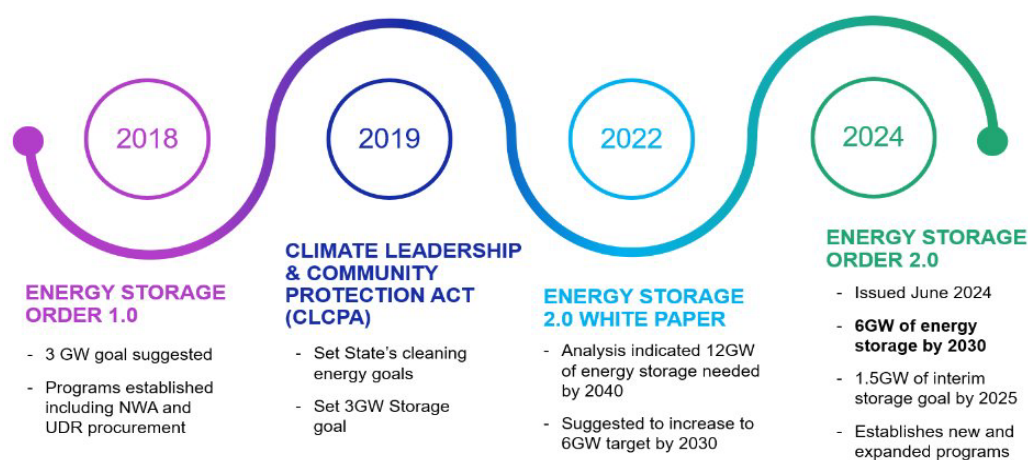 2018
ENERGY STORAGE
ORDER 1.0
- 3 GW goal suggested
- Programs established
including NWA and
UDR procurement
2019
CLIMATE LEADERSHIP
& COMMUNITY
PROTECTION ACT
(CLCPA)
- Set State's cleaning
energy goals
- Set 3GW Storage
goal
2022
ENERGY STORAGE
2.0 WHITE PAPER
- Analysis indicated 12GW
of energy storage needed
by 2040
- Suggested to increase to
6GW target by 2030
2024
ENERGY STORAGE
ORDER 2.0
- Issued June 2024
- 6GW of energy
storage by 2030
- 1.5GW of interim
storage goal by 2025
- Establishes new and
expanded programs